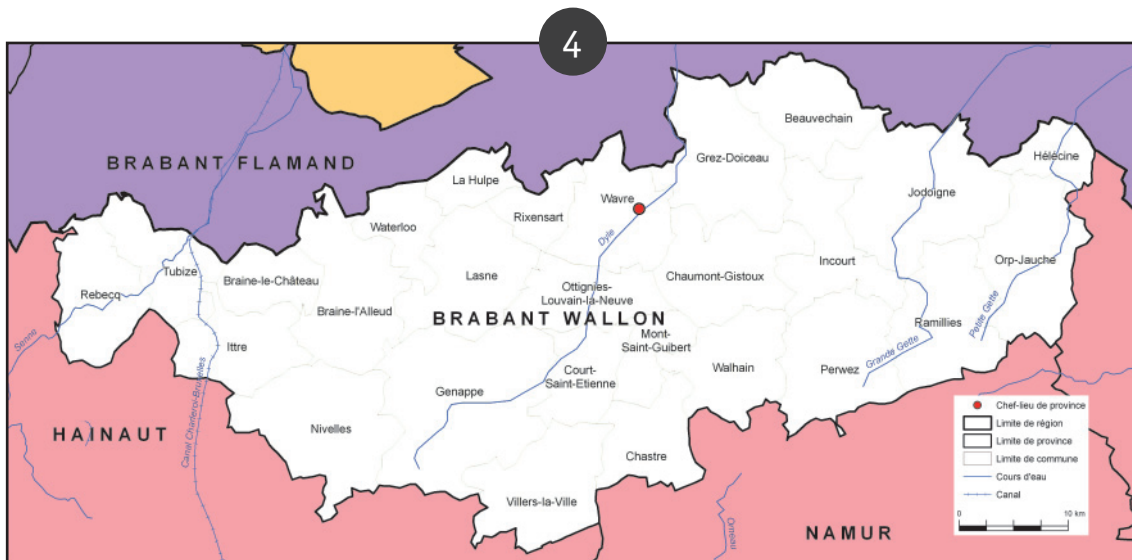 4
BRABANT FLAMAND
Beauvechain
Hélécine
Grez-Doiceau
La Hulpe
Jodoigne
Wavre
Rixensart
Waterloo
Dyle
Orp-Jauche
Incourt
Tubize
Lasne
Chaumont-Gistoux
Braine-le-Château
Rebecq
Ottignies-
Louvain-la-Neuve
Braine-l'Alleud
BRABANT WALLON
Ramillies
Petite Gette
Mont-
Saint-Guibert
Senne
Ittre
Grande Gette
Walhain
Perwez
Court-
Saint-Etienne
Genappe
Canal Charleroi-Bruxelles
HAINAUT
Nivelles
Chastre
Villers-la-Ville
Orneau
NAMUR
Chef-lieu de province
Limite de région
Limite de province
Limite de commune
Cours d'eau
Canal
0 10 km